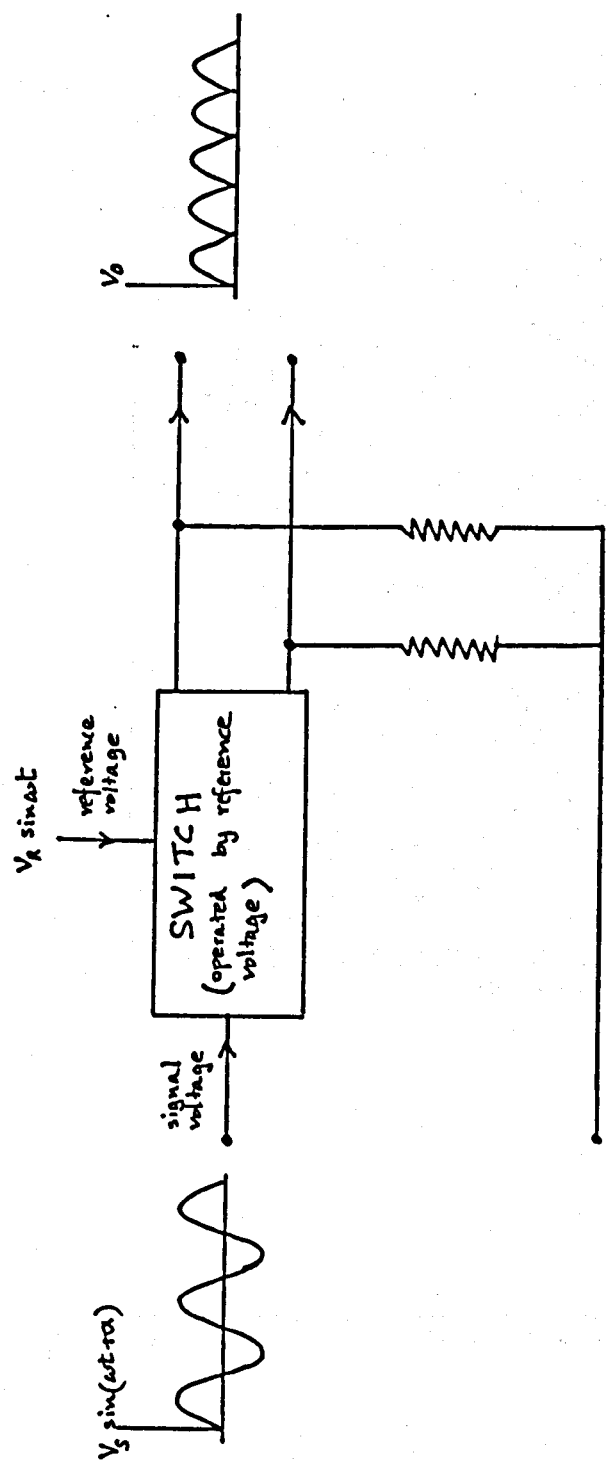 V_S sin(ωt+α)
signal
voltage
V_R sin ωt
reference
voltage
SWITCH
(operated by reference
voltage)
V_O